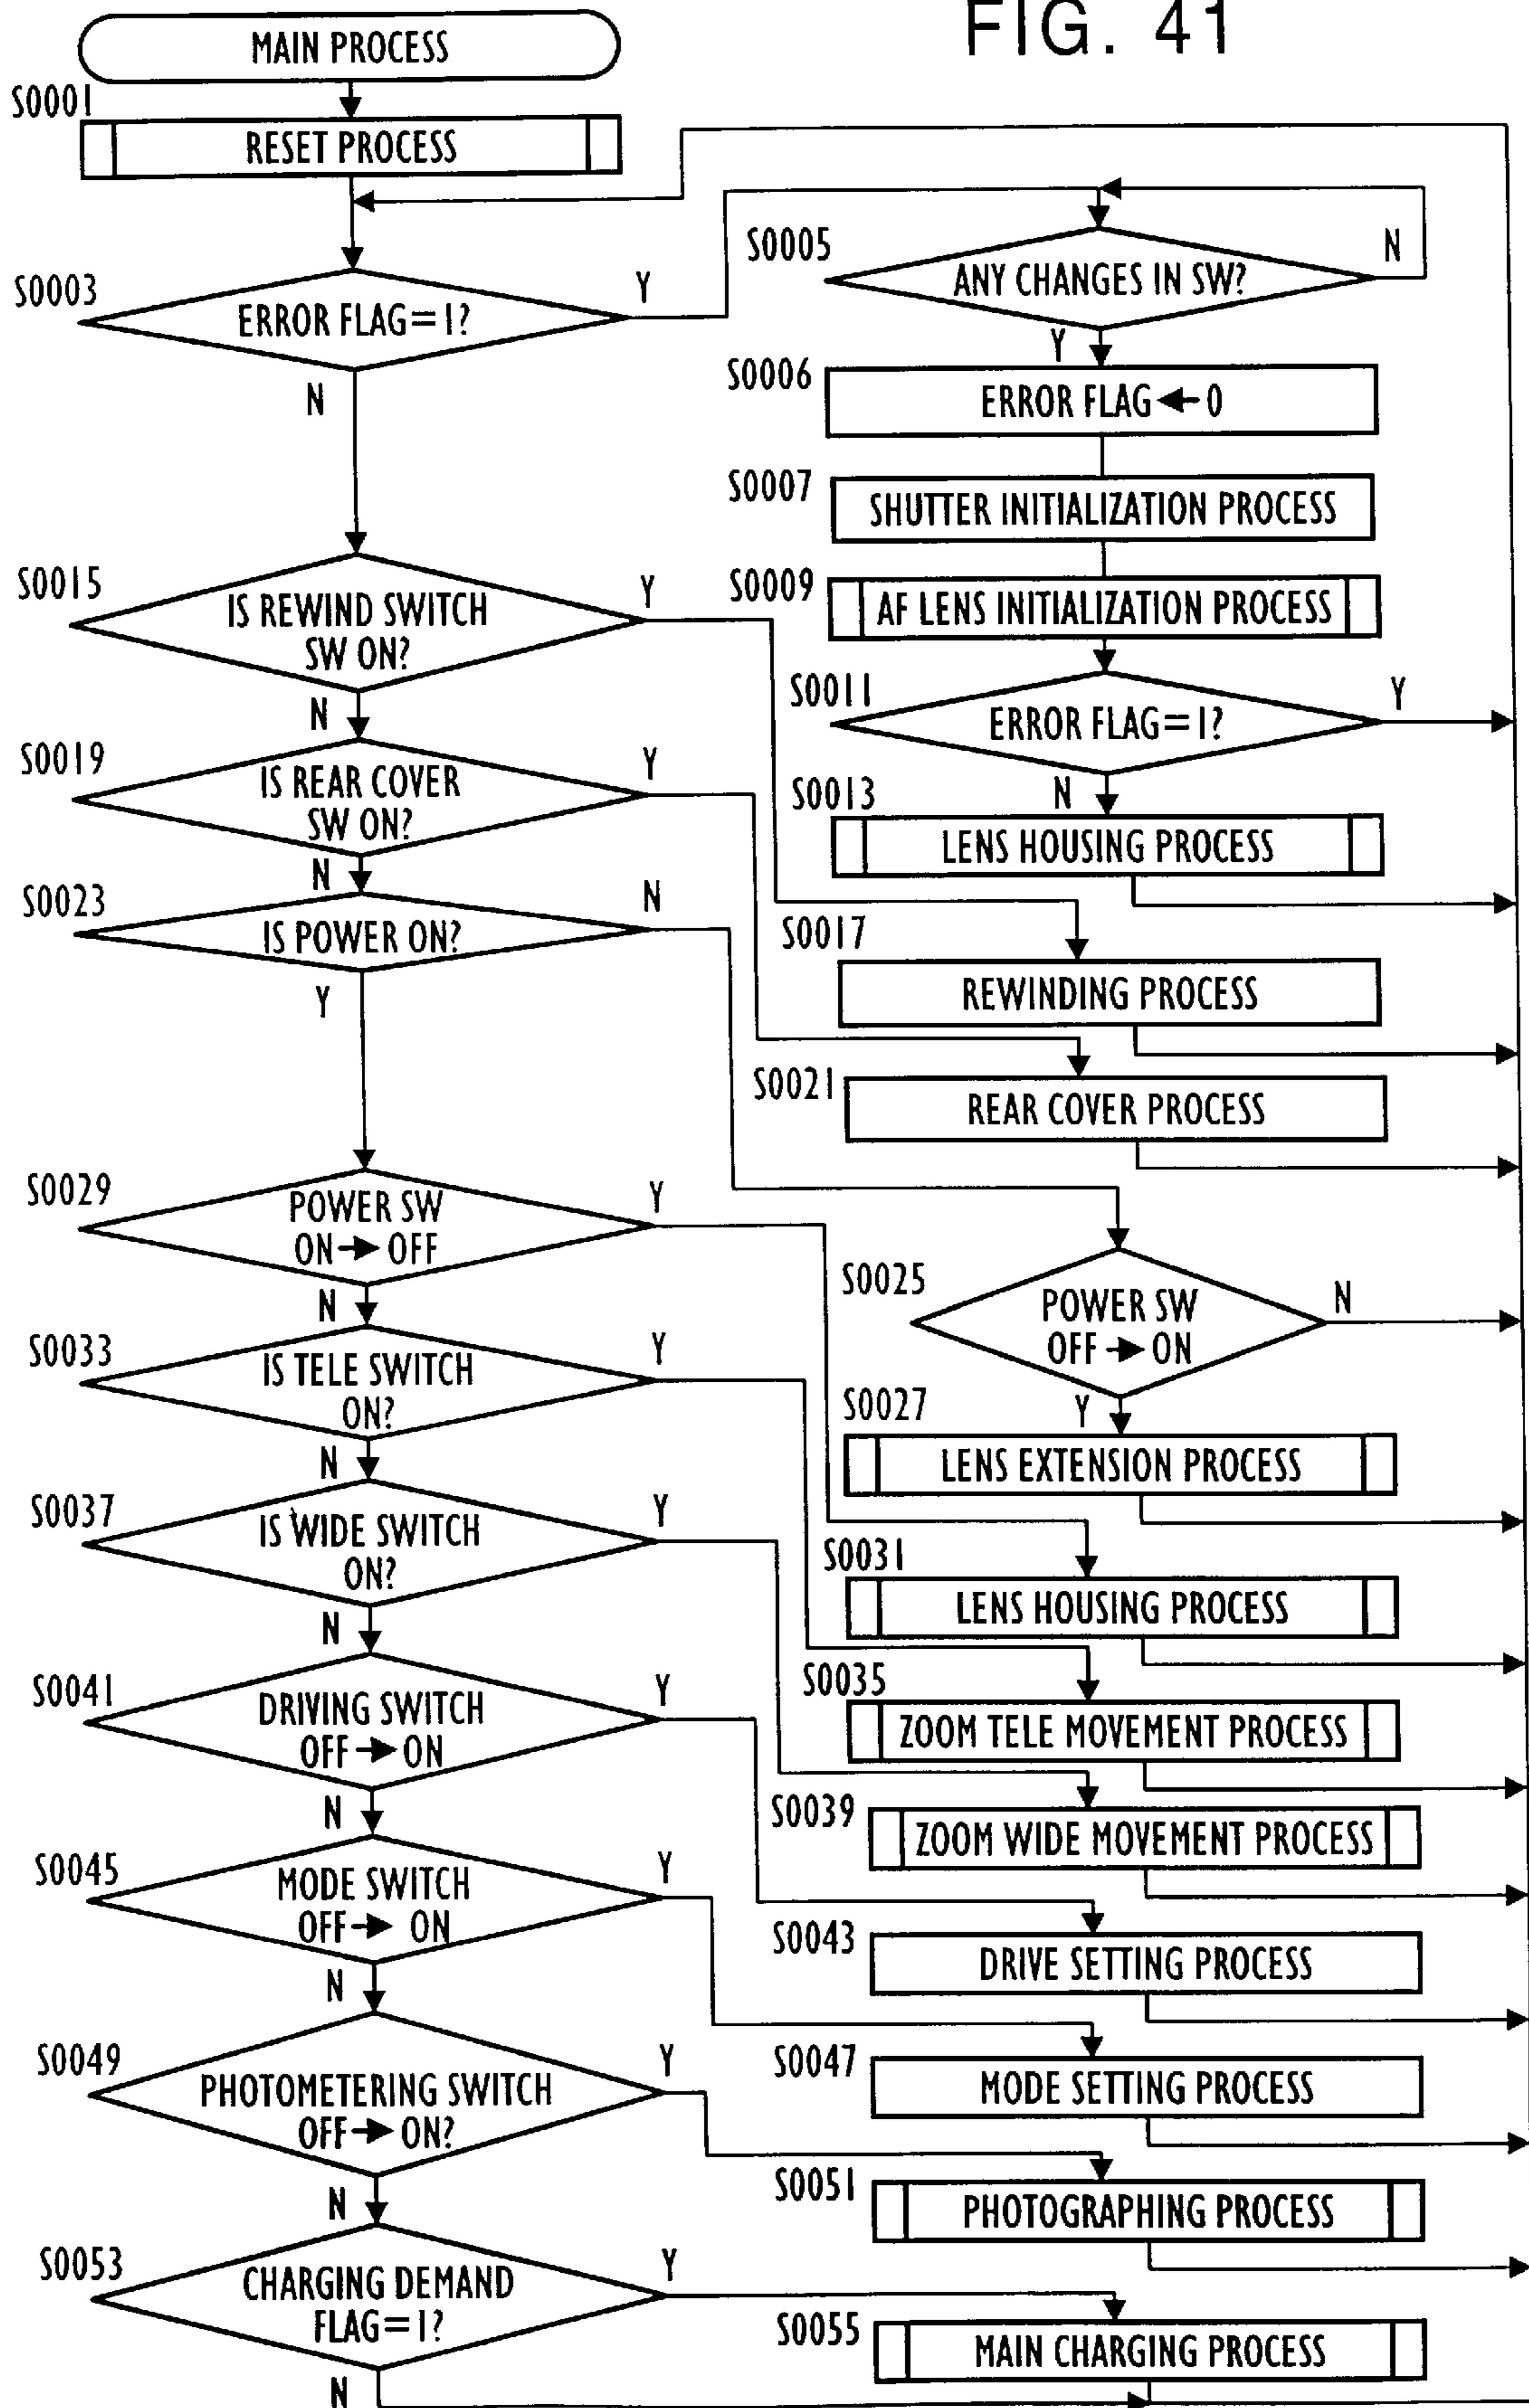 FIG. 41
MAIN PROCESS
S0001
RESET PROCESS
S0003
ERROR FLAG=1?
Y
N
S0005
ANY CHANGES IN SW?
N
Y
S0006
ERROR FLAG←0
S0007
SHUTTER INITIALIZATION PROCESS
S0009
AF LENS INITIALIZATION PROCESS
S0011
ERROR FLAG=1?
Y
N
S0013
LENS HOUSING PROCESS
S0015
IS REWIND SWITCH
SW ON?
Y
N
S0017
REWINDING PROCESS
S0019
IS REAR COVER
SW ON?
Y
N
S0021
REAR COVER PROCESS
S0023
IS POWER ON?
N
Y
S0025
POWER SW
OFF→ON
N
Y
S0027
LENS EXTENSION PROCESS
S0029
POWER SW
ON→OFF
Y
N
S0031
LENS HOUSING PROCESS
S0033
IS TELE SWITCH
ON?
Y
N
S0035
ZOOM TELE MOVEMENT PROCESS
S0037
IS WIDE SWITCH
ON?
Y
N
S0039
ZOOM WIDE MOVEMENT PROCESS
S0041
DRIVING SWITCH
OFF→ON
Y
N
S0043
DRIVE SETTING PROCESS
S0045
MODE SWITCH
OFF→ ON
Y
N
S0047
MODE SETTING PROCESS
S0049
PHOTOMETERING SWITCH
OFF→ON?
Y
N
S0051
PHOTOGRAPHING PROCESS
S0053
CHARGING DEMAND
FLAG=1?
Y
N
S0055
MAIN CHARGING PROCESS